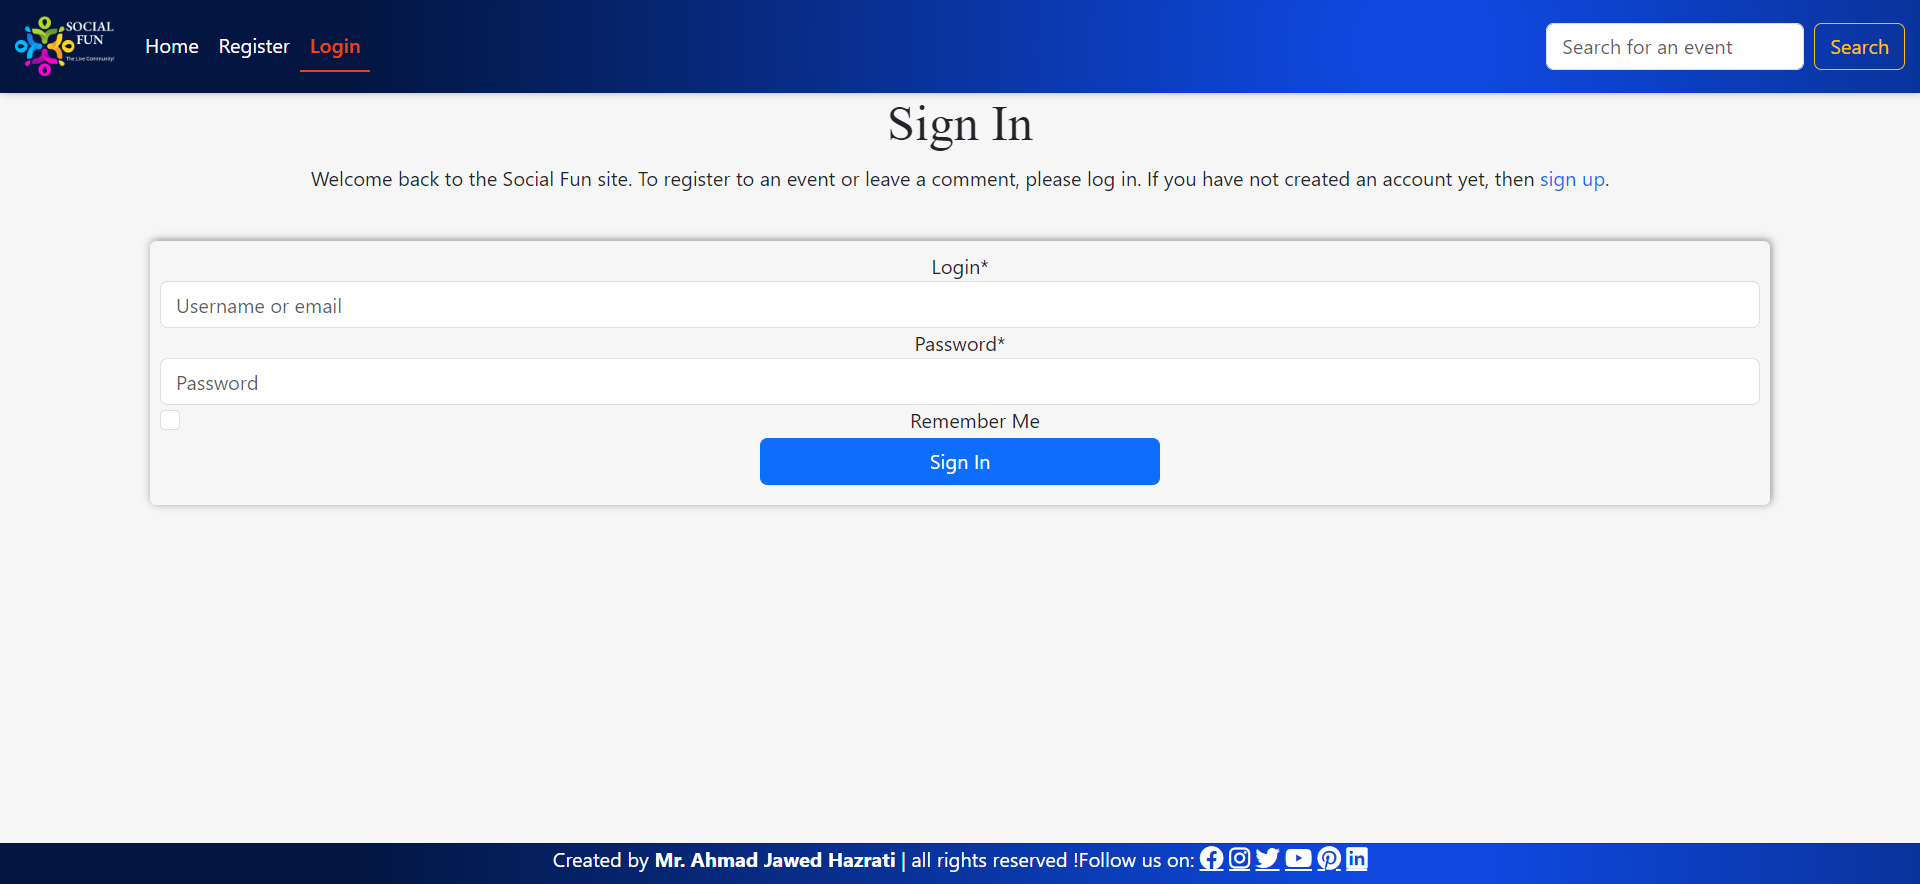 SOCIAL
FUN
The Live Community!
Home Register Login
Search for an event Search
Sign In
Welcome back to the Social Fun site. To register to an event or leave a comment, please log in. If you have not created an account yet, then sign up.
Login*
Username or email
Password*
Password
Remember Me
Sign In
Created by Mr. Ahmad Jawed Hazrati | all rights reserved !Follow us on: